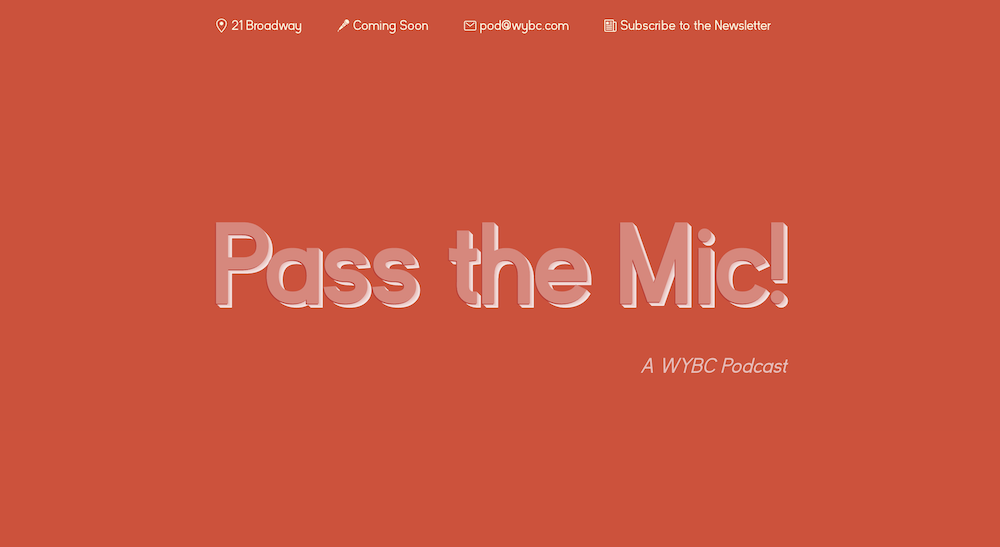 21 Broadway Coming Soon pod@wybc.com Subscribe to the Newsletter
Pass the Mic!
A WYBC Podcast